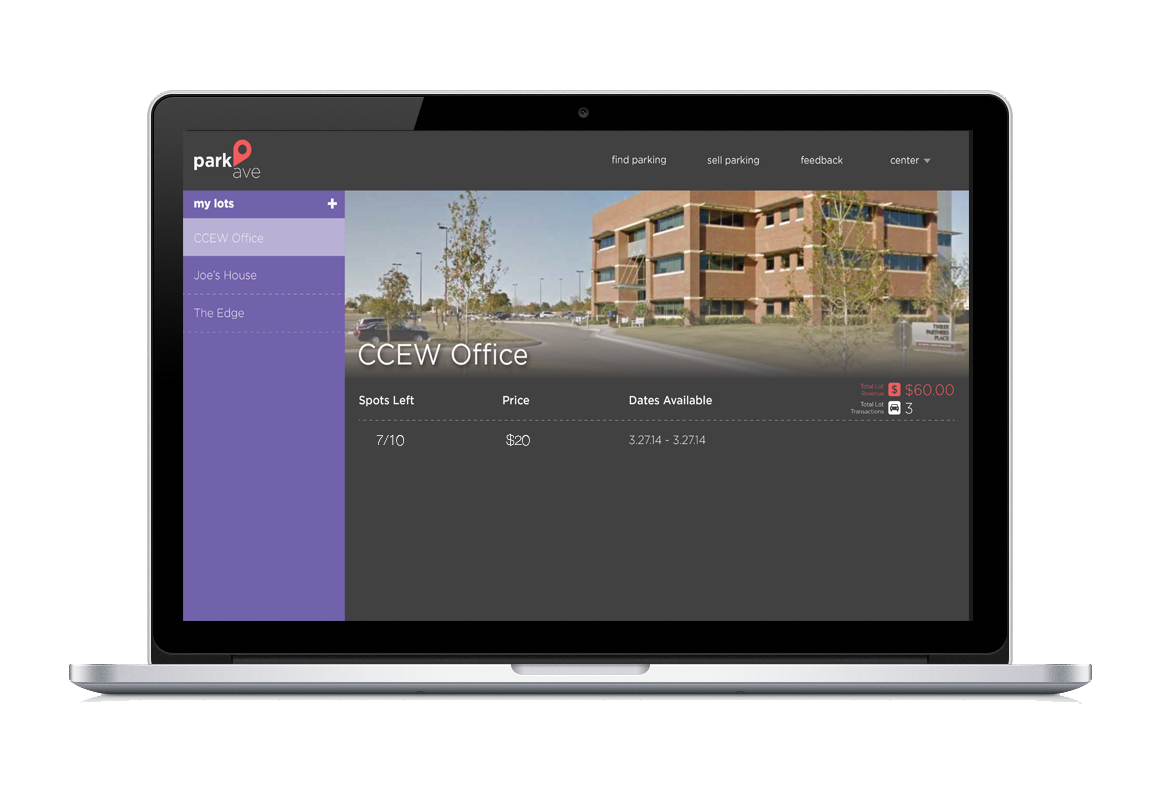 park
ave
find parking
sell parking
feedback
center
my lots
CCEW Office
Joe's House
The Edge
THREE
PARTNERS
PLACE
CCEW Office
Spots Left
Price
Dates Available
Total Lot
Revenue
$
$60.00
Total Lot
Transactions
3
7/10
$20
3.27.14 - 3.27.14